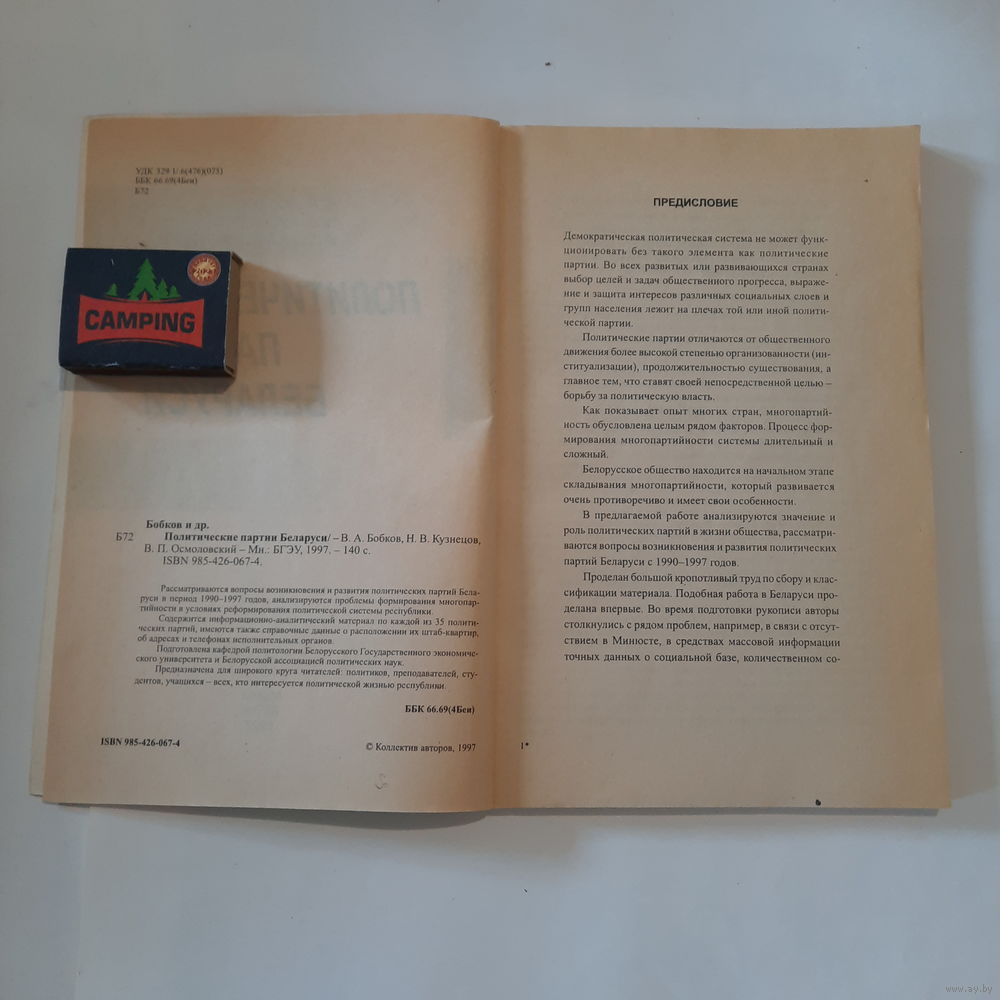 УДК 329 1/.6(476)(075)
ББК 66.69(4Беи)
Б72
CAMPING
Бобков и др.
Б72 Политические партии Беларуси/ – В. А. Бобков, Н. В. Кузнецов,
В. П. Осмоловский – Мн.: БГЭУ, 1997. – 140 с.
ISBN 985-426-067-4.
Рассматриваются вопросы возникновения и развития политических партий Бела-
руси в период 1990–1997 годов, анализируются проблемы формирования многопар-
тийности в условиях реформирования политической системы республики.
Содержится информационно-аналитический материал по каждой из 35 полити-
ческих партий, имеются также справочные данные о расположении их штаб-квартир,
об адресах и телефонах исполнительных органов.
Подготовлена кафедрой политологии Белорусского Государственного экономиче-
ского университета и Белорусской ассоциацией политических наук.
Предназначена для широкого круга читателей: политиков, преподавателей, сту-
дентов, учащихся – всех, кто интересуется политической жизнью республики.
ББК 66.69(4Беи)
ISBN 985-426-067-4
© Коллектив авторов, 1997
ПРЕДИСЛОВИЕ
Демократическая политическая система не может функ-
ционировать без такого элемента как политические
партии. Во всех развитых или развивающихся странах
выбор целей и задач общественного прогресса, выраже-
ние и защита интересов различных социальных слоев и
групп населения лежит на плечах той или иной полити-
ческой партии.
Политические партии отличаются от общественного
движения более высокой степенью организованности (ин-
ституализации), продолжительностью существования, а
главное тем, что ставят своей непосредственной целью –
борьбу за политическую власть.
Как показывает опыт многих стран, многопартий-
ность обусловлена целым рядом факторов. Процесс фор-
мирования многопартийности системы длительный и
сложный.
Белорусское общество находится на начальном этапе
складывания многопартийности, который развивается
очень противоречиво и имеет свои особенности.
В предлагаемой работе анализируются значение и
роль политических партий в жизни общества, рассматри-
ваются вопросы возникновения и развития политических
партий Беларуси с 1990–1997 годов.
Проделан большой кропотливый труд по сбору и клас-
сификации материала. Подобная работа в Беларуси про-
делана впервые. Во время подготовки рукописи авторы
столкнулись с рядом проблем, например, в связи с отсут-
ствием в Минюсте, в средствах массовой информации
точных данных о социальной базе, количественном со-
1*
www.ay.by